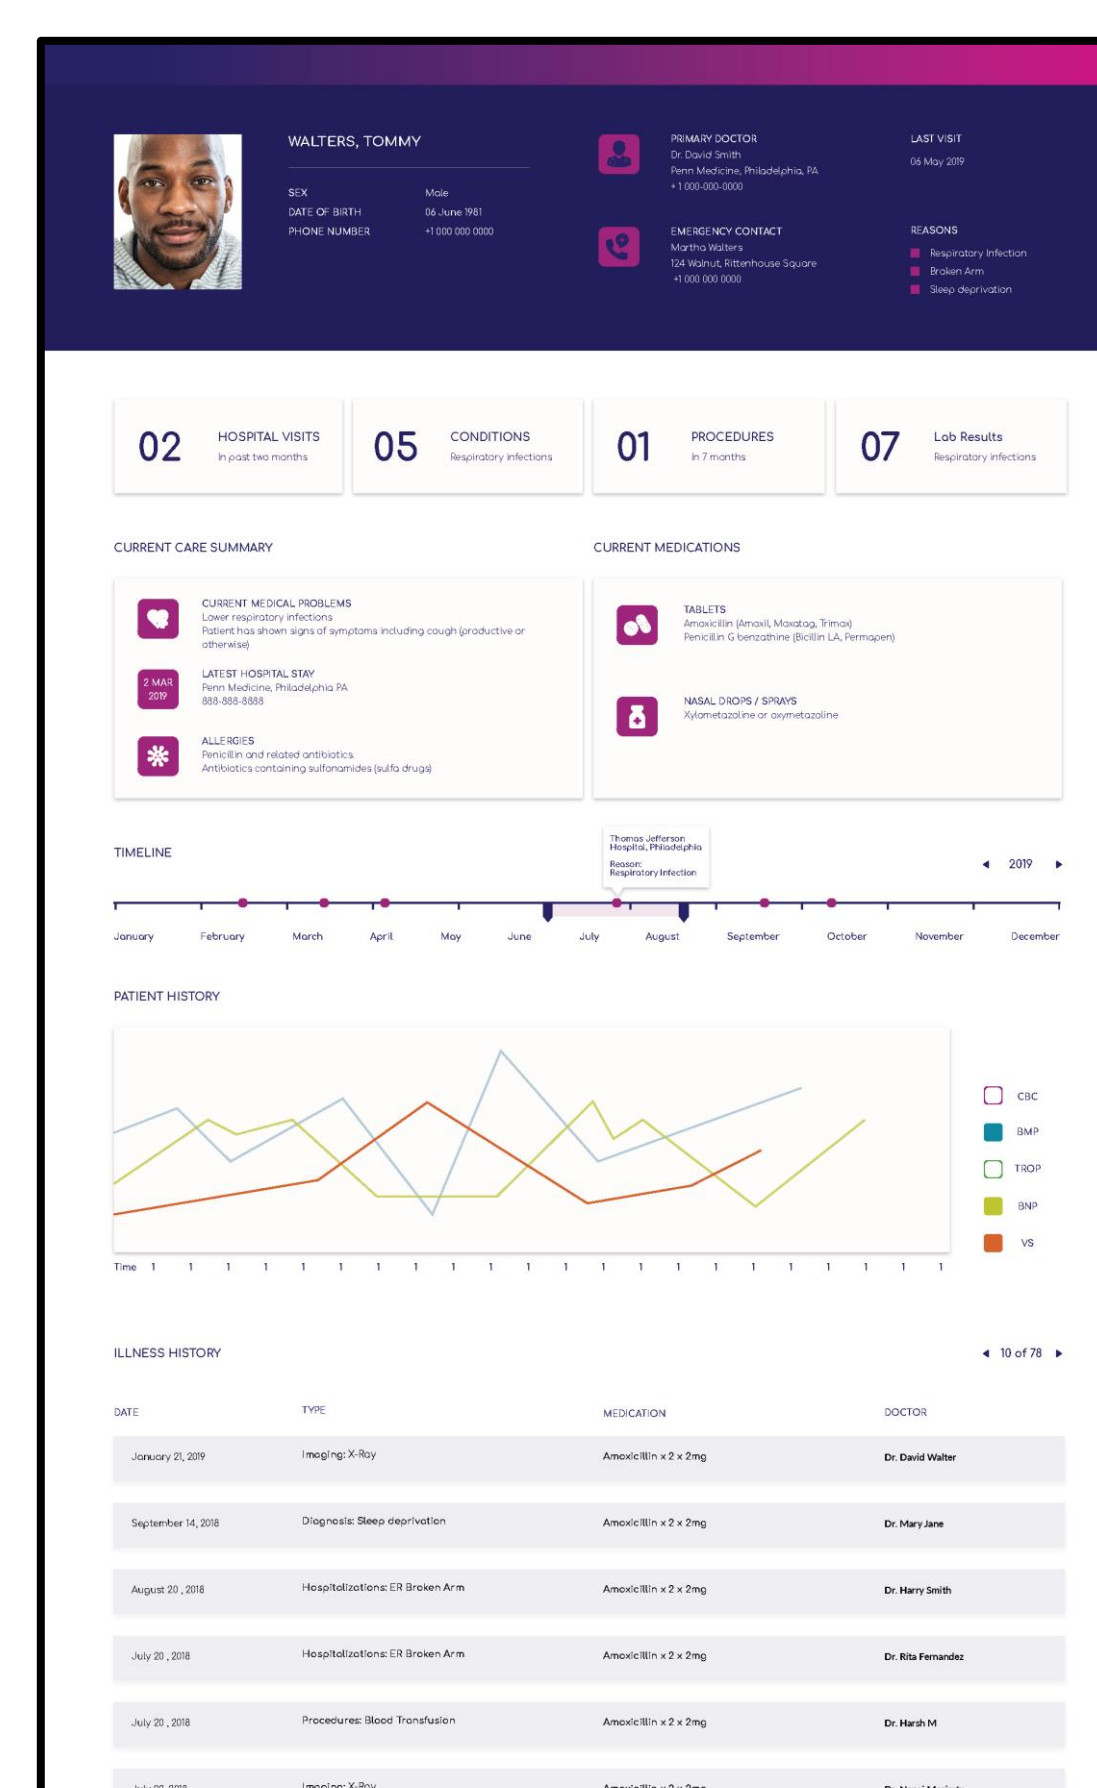 WALTERS, TOMMY
SEX Male
DATE OF BIRTH 06 June 1981
PHONE NUMBER +1 000 000 0000
PRIMARY DOCTOR
Dr. David Smith
Penn Medicine, Philadelphia, PA
+ 1 000-000-0000
EMERGENCY CONTACT
Martha Walters
124 Walnut, Rittenhouse Square
+1 000 000 0000
LAST VISIT
06 May 2019
REASONS
Respiratory Infection
Broken Arm
Sleep deprivation
02 HOSPITAL VISITS
In past two months
05 CONDITIONS
Respiratory infections
01 PROCEDURES
In 7 months
07 Lab Results
Respiratory infections
CURRENT CARE SUMMARY
CURRENT MEDICAL PROBLEMS
Lower respiratory infections
Patient has shown signs of symptoms including cough (productive or
otherwise)
2 MAR
2019
LATEST HOSPITAL STAY
Penn Medicine, Philadelphia PA
888-888-8888
ALLERGIES
Penicillin and related antibiotics.
Antibiotics containing sulfonamides (sulfa drugs)
CURRENT MEDICATIONS
TABLETS
Amoxicillin (Amoxil, Moxatag, Trimox)
Penicillin G benzathine (Bicillin LA, Permapen)
NASAL DROPS / SPRAYS
Xylometazoline or oxymetazoline
TIMELINE
Thomas Jefferson
Hospital, Philadelphia
Reason:
Respiratory Infection
2019
January February March April May June July August September October November December
PATIENT HISTORY
CBC
BMP
TROP
BNP
VS
Time 1 1 1 1 1 1 1 1 1 1 1 1 1 1 1 1 1 1 1 1 1 1
ILLNESS HISTORY
10 of 78
DATE TYPE MEDICATION DOCTOR
January 21, 2019 Imaging: X-Ray Amoxicillin x 2 x 2mg Dr. David Walter
September 14, 2018 Diagnosis: Sleep deprivation Amoxicillin x 2 x 2mg Dr. Mary Jane
August 20 , 2018 Hospitalizations: ER Broken Arm Amoxicillin x 2 x 2mg Dr. Harry Smith
July 20 , 2018 Hospitalizations: ER Broken Arm Amoxicillin x 2 x 2mg Dr. Rita Fernandez
July 20 , 2018 Procedures: Blood Transfusion Amoxicillin x 2 x 2mg Dr. Harsh M
Imaging: X-Ray Amoxicillin x 2 x 2mg